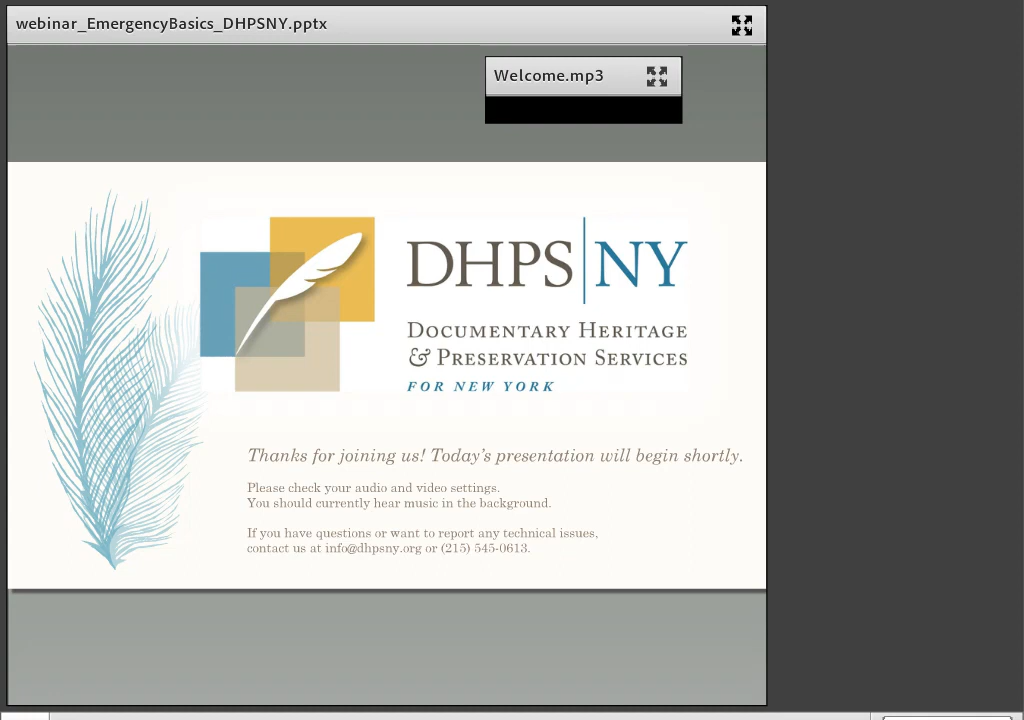 webinar_EmergencyBasics_DHPSNY.pptx
Welcome.mp3
DHPS|NY
Documentary Heritage
& Preservation Services
FOR NEW YORK
Thanks for joining us! Today's presentation will begin shortly.
Please check your audio and video settings.
You should currently hear music in the background.
If you have questions or want to report any technical issues,
contact us at info@dhpsny.org or (215) 545-0613.